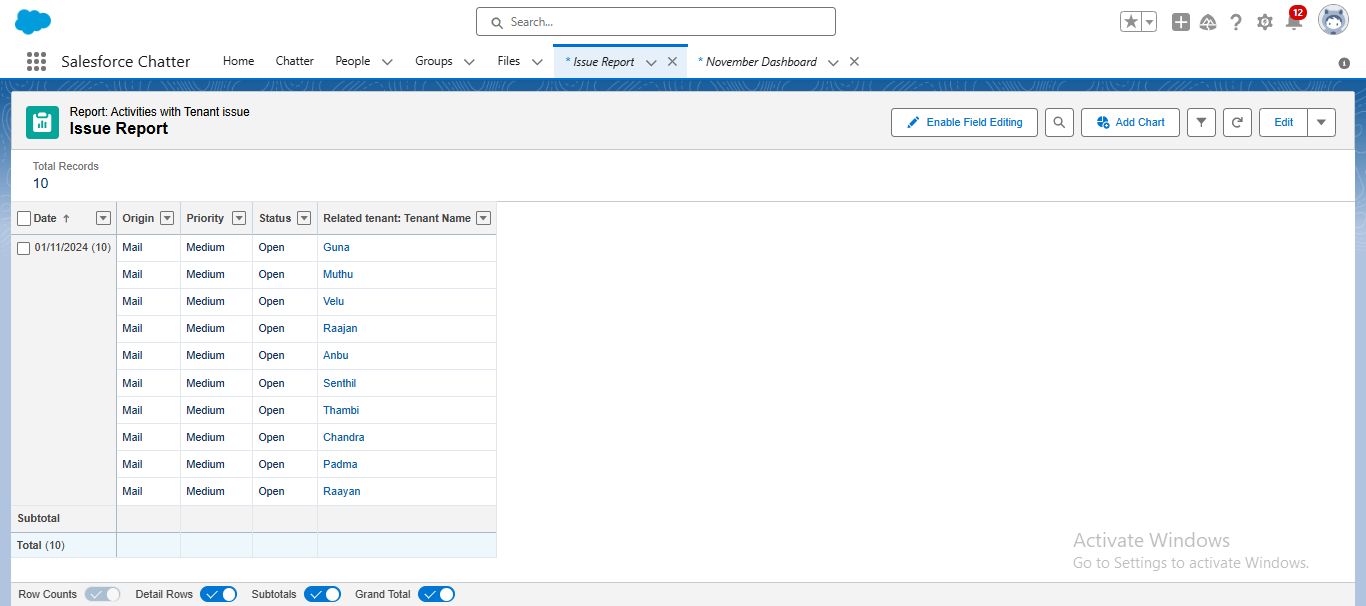 Search...
12
Salesforce Chatter Home Chatter People Groups Files * Issue Report * November Dashboard
Report: Activities with Tenant issue
Issue Report
Enable Field Editing Add Chart Edit
Total Records
10
Date ↑ Origin Priority Status Related tenant: Tenant Name
01/11/2024 (10) Mail Medium Open Guna
Mail Medium Open Muthu
Mail Medium Open Velu
Mail Medium Open Raajan
Mail Medium Open Anbu
Mail Medium Open Senthil
Mail Medium Open Thambi
Mail Medium Open Chandra
Mail Medium Open Padma
Mail Medium Open Raayan
Subtotal
Total (10)
Activate Windows
Go to Settings to activate Windows.
Row Counts Detail Rows Subtotals Grand Total